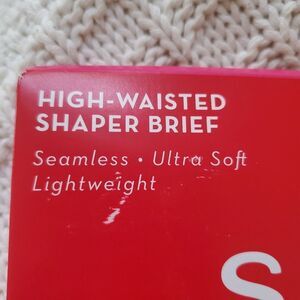 HIGH-WAISTED
SHAPER BRIEF
Seamless • Ultra Soft
Lightweight
S